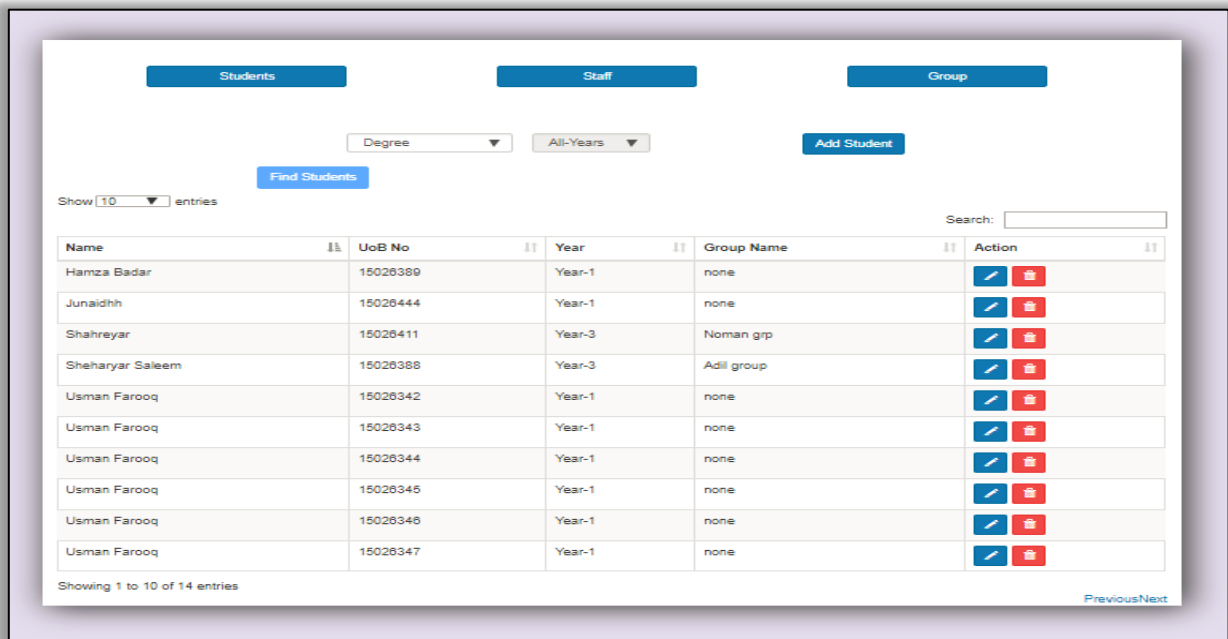 Students Staff Group
Degree All-Years Add Student
Find Students
Show 10 entries
Search:
Name UoB No Year Group Name Action
Hamza Badar 15026389 Year-1 none
Junaidhh 15026444 Year-1 none
Shahreyar 15026411 Year-3 Noman grp
Sheharyar Saleem 15026388 Year-3 Adil group
Usman Farooq 15026342 Year-1 none
Usman Farooq 15026343 Year-1 none
Usman Farooq 15026344 Year-1 none
Usman Farooq 15026345 Year-1 none
Usman Farooq 15026346 Year-1 none
Usman Farooq 15026347 Year-1 none
Showing 1 to 10 of 14 entries
PreviousNext